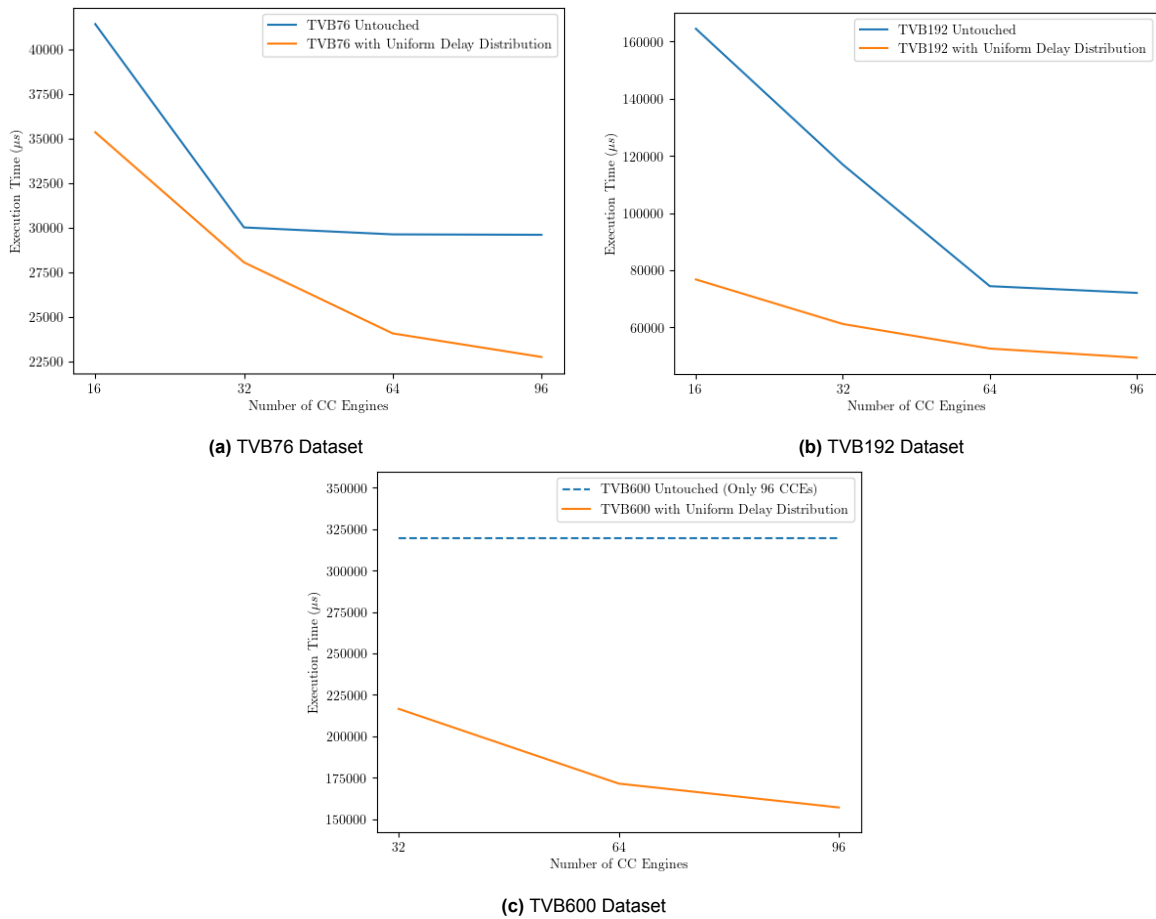 TVB76 Untouched
TVB76 with Uniform Delay Distribution
40000
37500
35000
32500
30000
27500
25000
22500
Execution Time (μs)
16 32 64 96
Number of CC Engines
(a) TVB76 Dataset
TVB192 Untouched
TVB192 with Uniform Delay Distribution
160000
140000
120000
100000
80000
60000
Execution Time (μs)
16 32 64 96
Number of CC Engines
(b) TVB192 Dataset
TVB600 Untouched (Only 96 CCEs)
TVB600 with Uniform Delay Distribution
350000
325000
300000
275000
250000
225000
200000
175000
150000
Execution Time (μs)
32 64 96
Number of CC Engines
(c) TVB600 Dataset